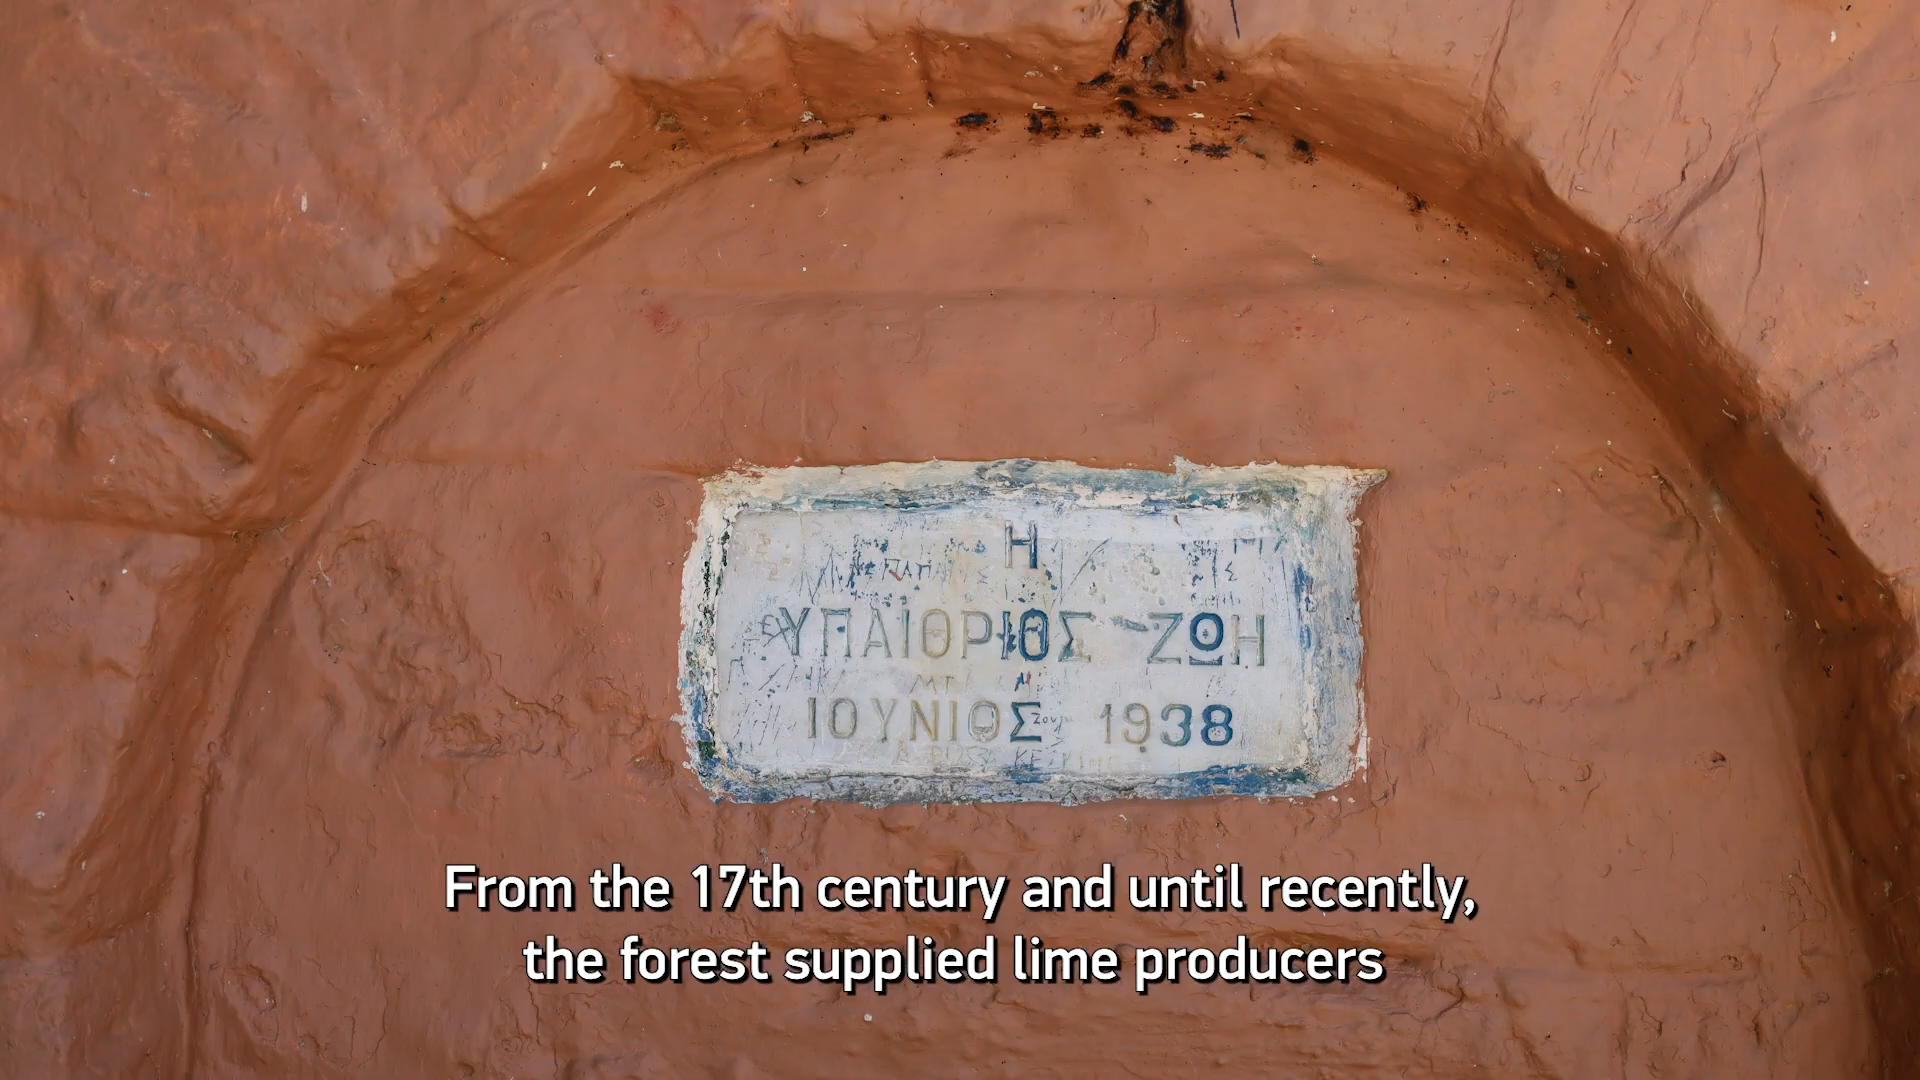 Η
ΥΠΑΙΘΡΙΟΣ ΖΩΗ
ΙΟΥΝΙΟΣ 1938
From the 17th century and until recently,
the forest supplied lime producers